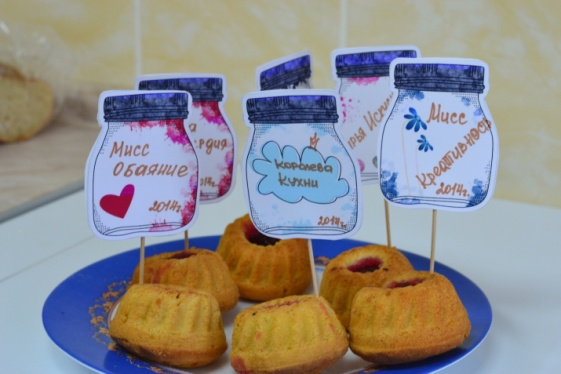 Мисс
Обаяние
2014г.
Королева
Кухни
2014г.
Мисс
Креативность
2014г.